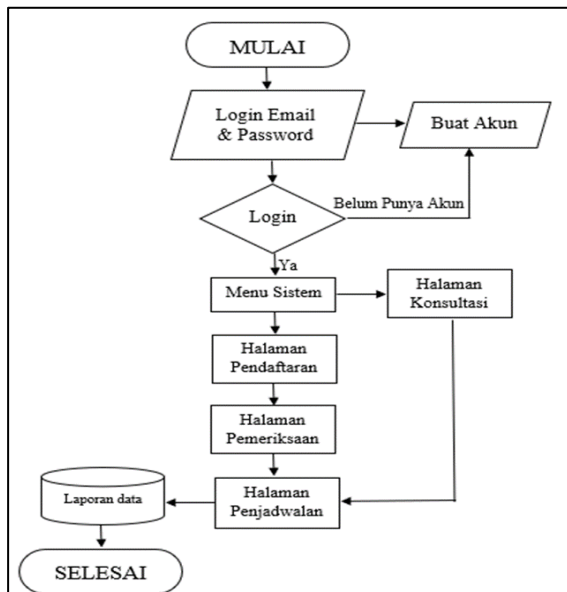 MULAI
Login Email
& Password
Buat Akun
Login
Belum Punya Akun
Ya
Menu Sistem
Halaman
Konsultasi
Halaman
Pendaftaran
Halaman
Pemeriksaan
Laporan data
Halaman
Penjadwalan
SELESAI